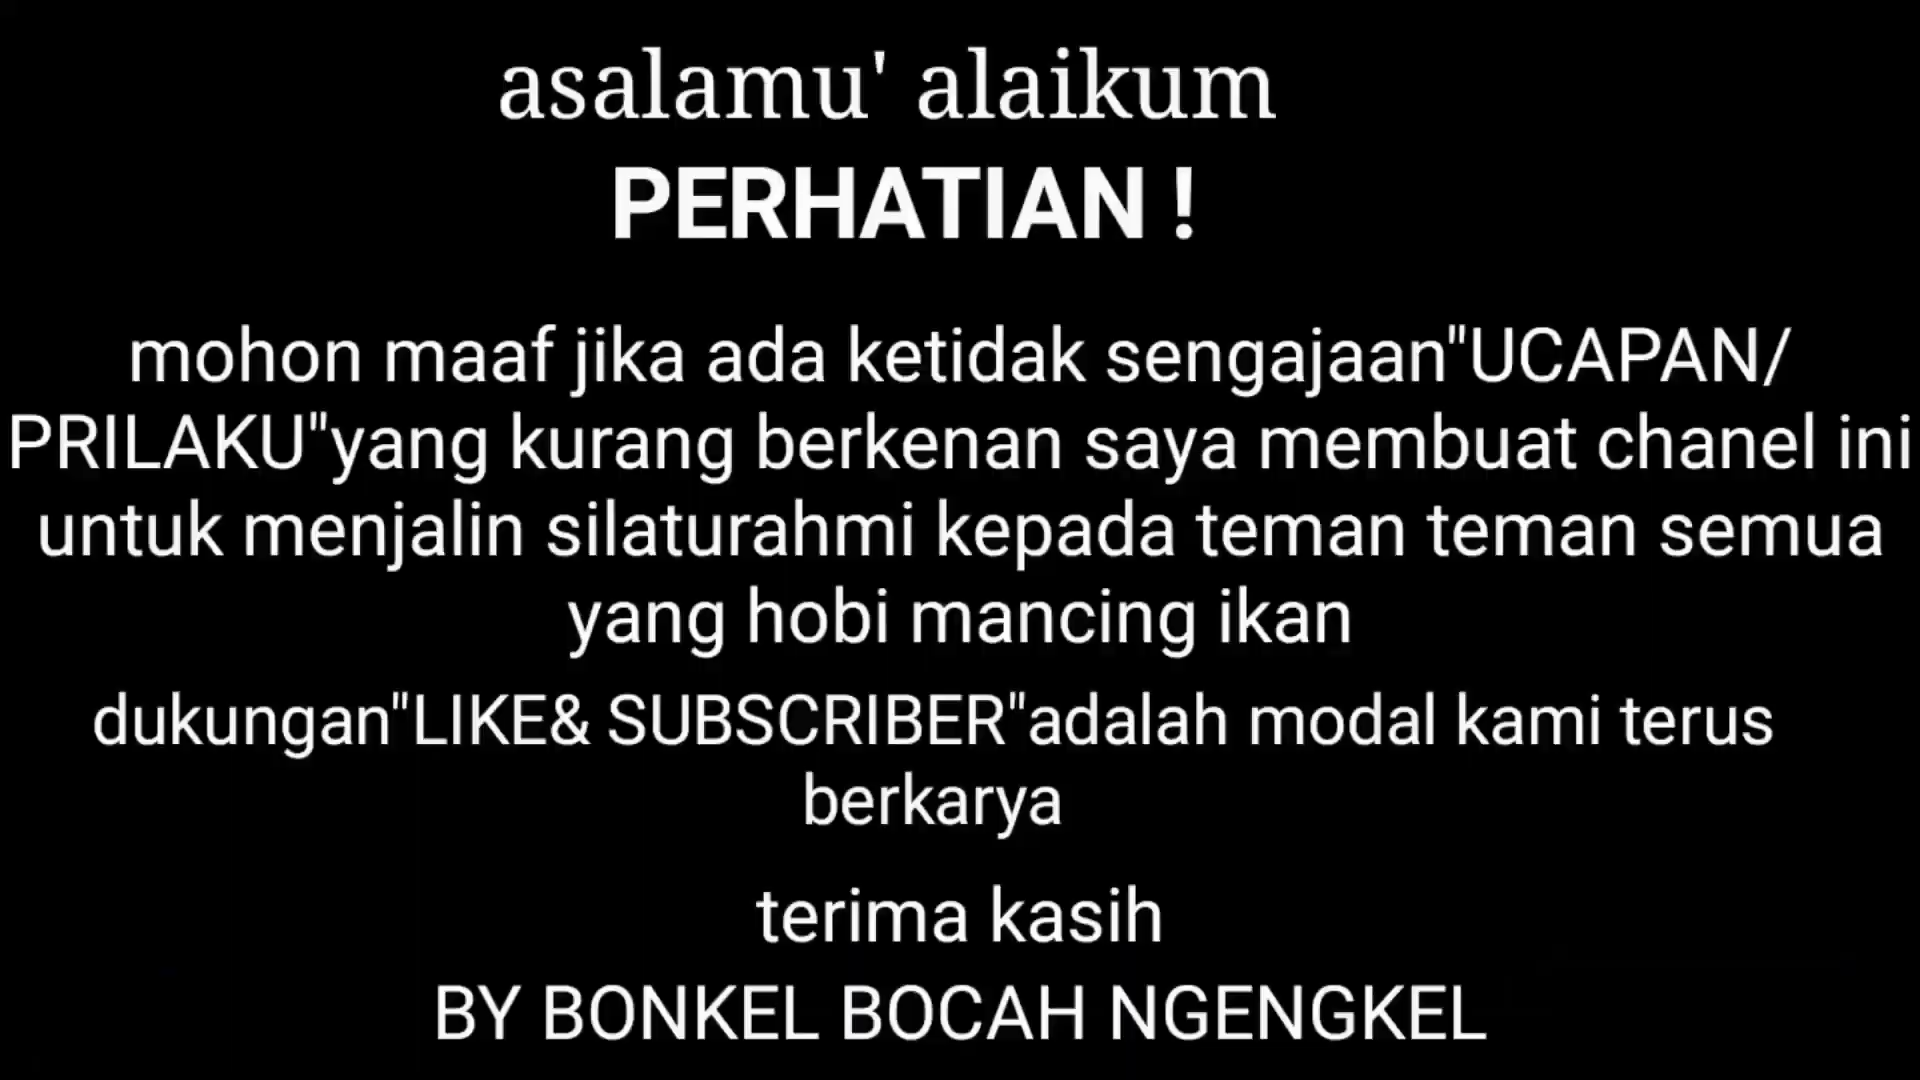 asalamu' alaikum
PERHATIAN !
mohon maaf jika ada ketidak sengajaan"UCAPAN/
PRILAKU"yang kurang berkenan saya membuat chanel ini
untuk menjalin silaturahmi kepada teman teman semua
yang hobi mancing ikan
dukungan"LIKE& SUBSCRIBER"adalah modal kami terus
berkarya
terima kasih
BY BONKEL BOCAH NGENGKEL